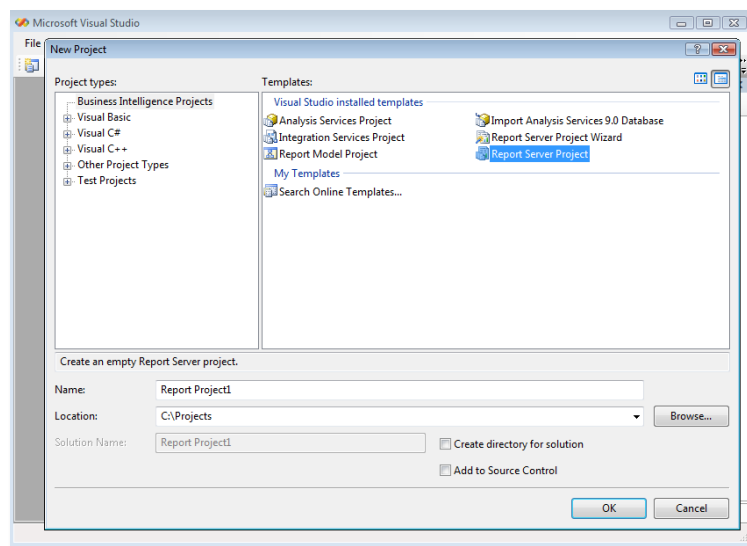 Microsoft Visual Studio
File
New Project
Project types:
Templates:
Business Intelligence Projects
Visual Basic
Visual C#
Visual C++
Other Project Types
Test Projects
Visual Studio installed templates
Analysis Services Project
Import Analysis Services 9.0 Database
Integration Services Project
Report Server Project Wizard
Report Model Project
Report Server Project
My Templates
Search Online Templates...
Create an empty Report Server project.
Name:
Report Project1
Location:
C:\Projects
Browse...
Solution Name:
Report Project1
Create directory for solution
Add to Source Control
OK
Cancel